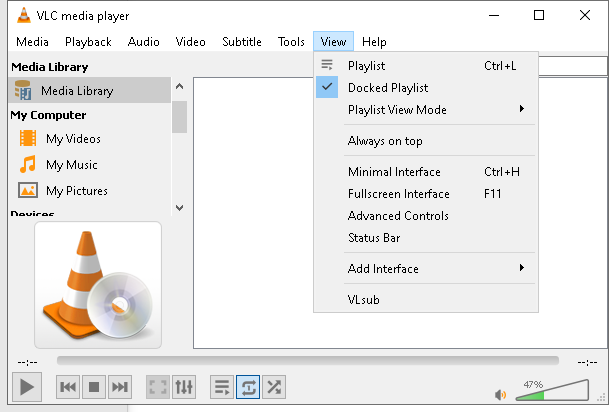 VLC media player
Media Playback Audio Video Subtitle Tools View Help
Media Library
Media Library
My Computer
My Videos
My Music
My Pictures
Devices
Playlist Ctrl+L
Docked Playlist
Playlist View Mode
Always on top
Minimal Interface Ctrl+H
Fullscreen Interface F11
Advanced Controls
Status Bar
Add Interface
VLsub
--:-- --:--
47%